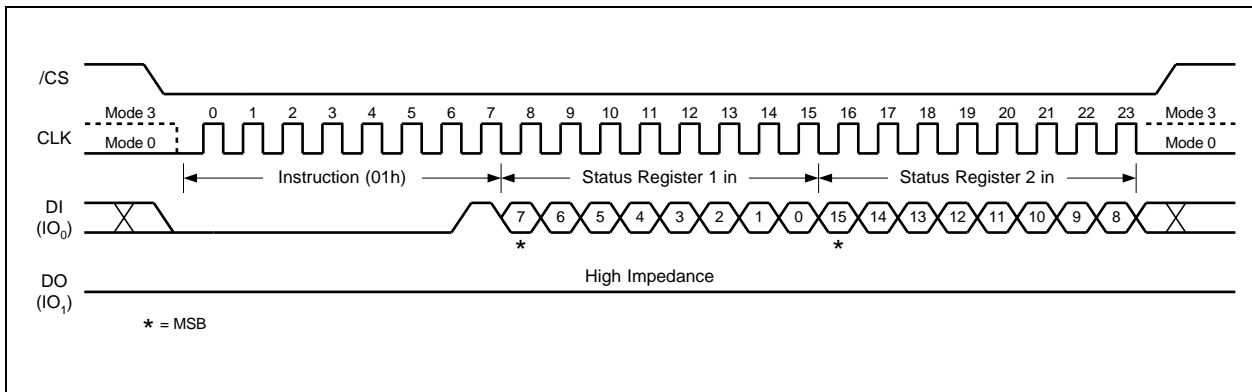 /CS
Mode 3 0 1 2 3 4 5 6 7 8 9 10 11 12 13 14 15 16 17 18 19 20 21 22 23 Mode 3
CLK Mode 0 Mode 0
Instruction (01h) Status Register 1 in Status Register 2 in
DI
(IO0) 7 6 5 4 3 2 1 0 15 14 13 12 11 10 9 8
* *
High Impedance
DO
(IO1)
* = MSB